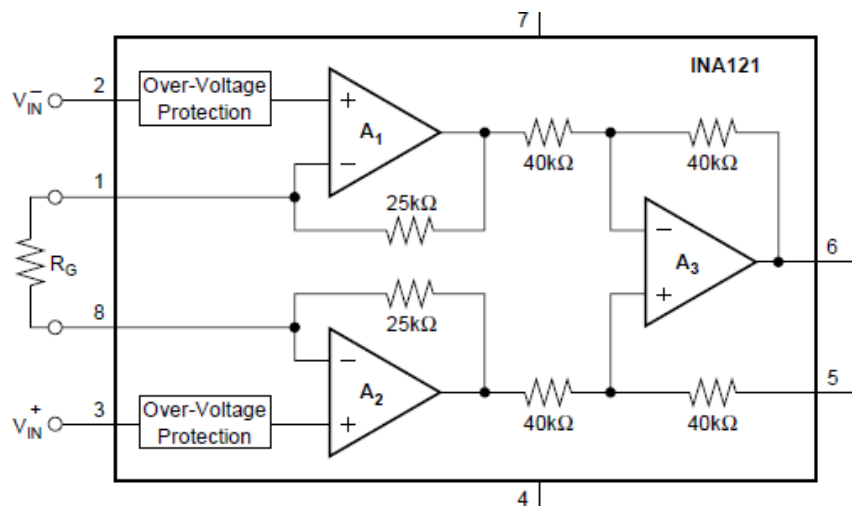 7
INA121
V⁻IN
2
Over-Voltage
Protection
+
A1
−
40kΩ
40kΩ
1
25kΩ
RG
−
A3
+
6
8
25kΩ
−
A2
+
V⁺IN
3
Over-Voltage
Protection
40kΩ
40kΩ
5
4